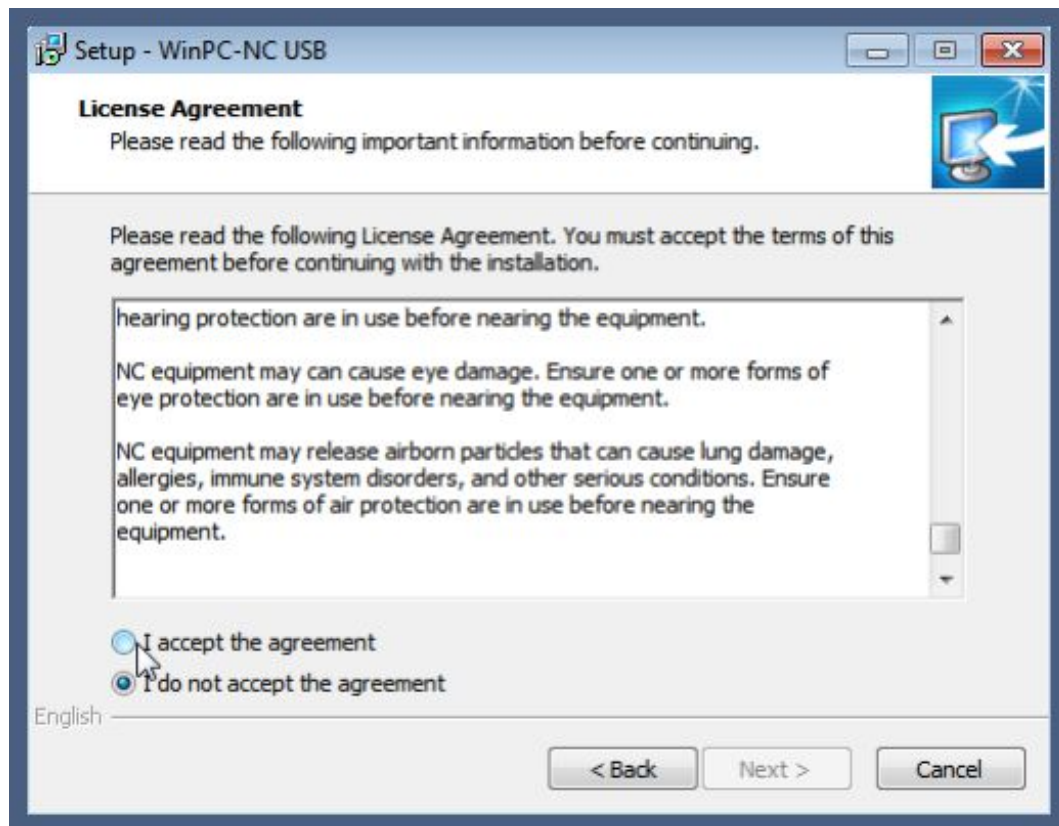 Setup - WinPC-NC USB
License Agreement
Please read the following important information before continuing.
Please read the following License Agreement. You must accept the terms of this
agreement before continuing with the installation.
hearing protection are in use before nearing the equipment.
NC equipment may can cause eye damage. Ensure one or more forms of
eye protection are in use before nearing the equipment.
NC equipment may release airborn particles that can cause lung damage,
allergies, immune system disorders, and other serious conditions. Ensure
one or more forms of air protection are in use before nearing the
equipment.
I accept the agreement
I do not accept the agreement
English
< Back
Next >
Cancel